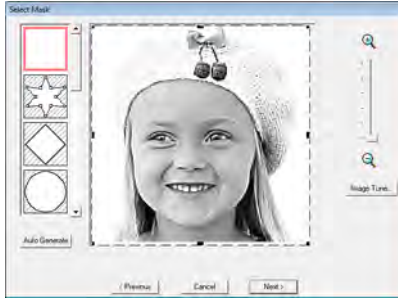 Select Mask
Image Tune..
Auto Generate
Previous
Cancel
Next >